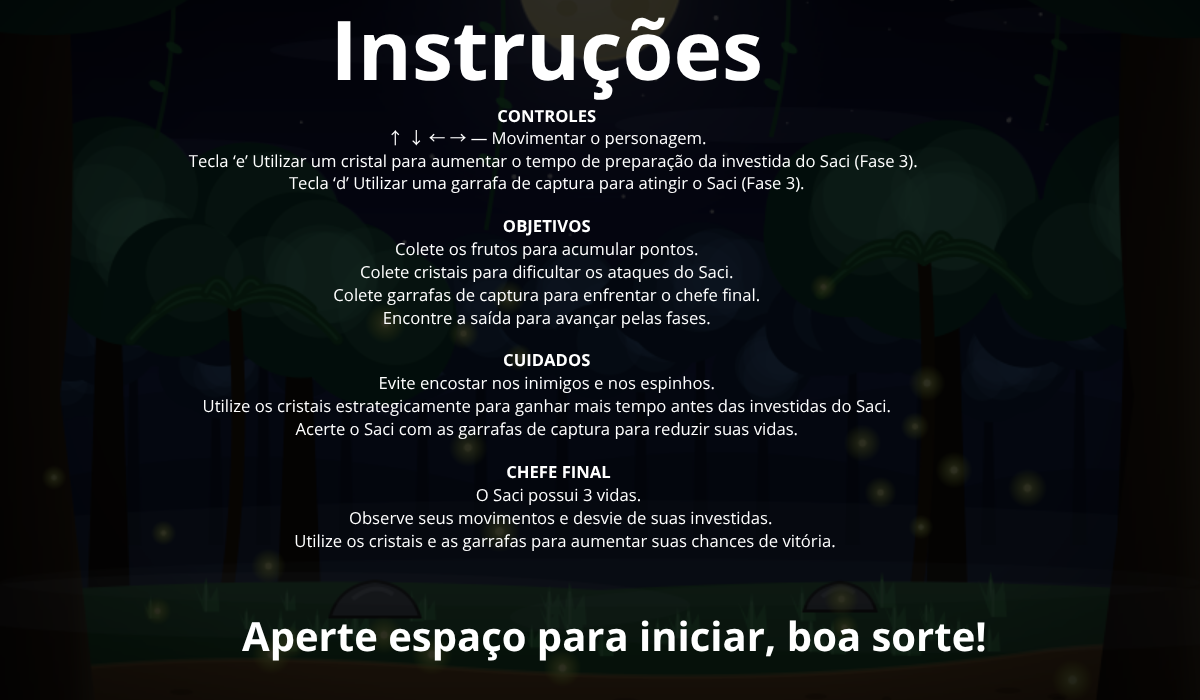 Instruções
CONTROLES
↑ ↓ ← → — Movimentar o personagem.
Tecla ‘e’ Utilizar um cristal para aumentar o tempo de preparação da investida do Saci (Fase 3).
Tecla ‘d’ Utilizar uma garrafa de captura para atingir o Saci (Fase 3).
OBJETIVOS
Colete os frutos para acumular pontos.
Colete cristais para dificultar os ataques do Saci.
Colete garrafas de captura para enfrentar o chefe final.
Encontre a saída para avançar pelas fases.
CUIDADOS
Evite encostar nos inimigos e nos espinhos.
Utilize os cristais estrategicamente para ganhar mais tempo antes das investidas do Saci.
Acerte o Saci com as garrafas de captura para reduzir suas vidas.
CHEFE FINAL
O Saci possui 3 vidas.
Observe seus movimentos e desvie de suas investidas.
Utilize os cristais e as garrafas para aumentar suas chances de vitória.
Aperte espaço para iniciar, boa sorte!